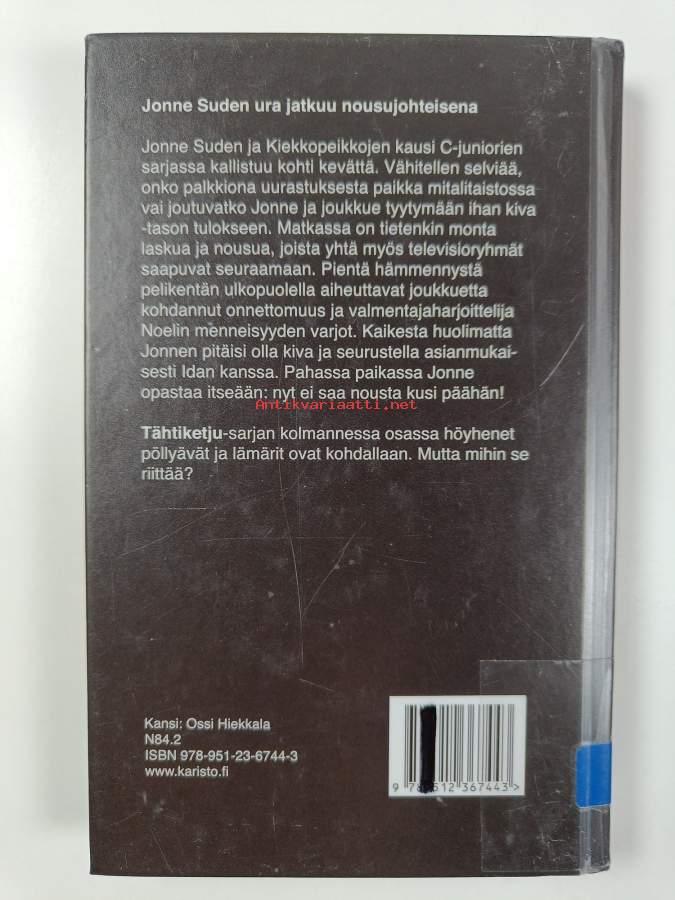 Jonne Suden ura jatkuu nousujohteisena
Jonne Suden ja Kiekkopeikkojen kausi C-juniorien
sarjassa kallistuu kohti kevättä. Vähitellen selviää,
onko palkkiona uurastuksesta paikka mitalitaistossa
vai joutuvatko Jonne ja joukkue tyytymään ihan kiva
-tason tulokseen. Matkassa on tietenkin monta
laskua ja nousua, joista yhtä myös televisioryhmät
saapuvat seuraamaan. Pientä hämmennystä
pelikentän ulkopuolella aiheuttavat joukkuetta
kohdannut onnettomuus ja valmentajaharjoittelija
Noelin menneisyyden varjot. Kaikesta huolimatta
Jonnen pitäisi olla kiva ja seurustella asianmukai-
sesti Idan kanssa. Pahassa paikassa Jonne
opastaa itseään: nyt ei saa nousta kusi päähän!
Antikvariaatti.net
Tähtiketju-sarjan kolmannessa osassa höyhenet
pöllyävät ja lämärit ovat kohdallaan. Mutta mihin se
riittää?
Kansi: Ossi Hiekkala
N84.2
ISBN 978-951-23-6744-3
www.karisto.fi